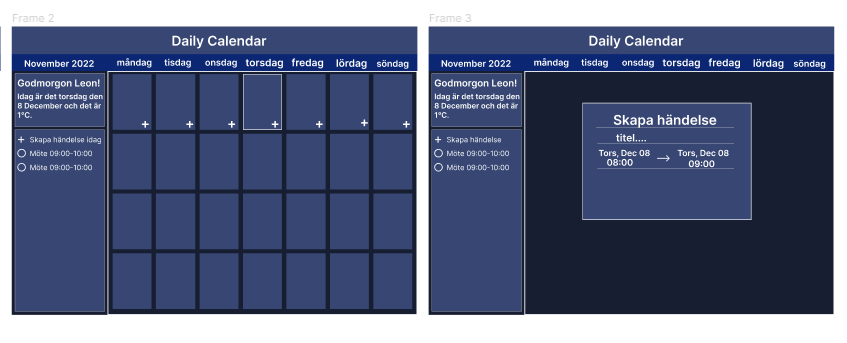 Frame 2
Daily Calendar
November 2022 måndag tisdag onsdag torsdag fredag lördag söndag
Godmorgon Leon!
Idag är det torsdag den
8 December och det är
1°C.
+ Skapa händelse idag
Möte 09:00-10:00
Möte 09:00-10:00
+ + + + + + +
Frame 3
Daily Calendar
November 2022 måndag tisdag onsdag torsdag fredag lördag söndag
Godmorgon Leon!
Idag är det torsdag den
8 December och det är
1°C.
+ Skapa händelse
Möte 09:00-10:00
Möte 09:00-10:00
Skapa händelse
titel....
Tors, Dec 08 → Tors, Dec 08
08:00 09:00